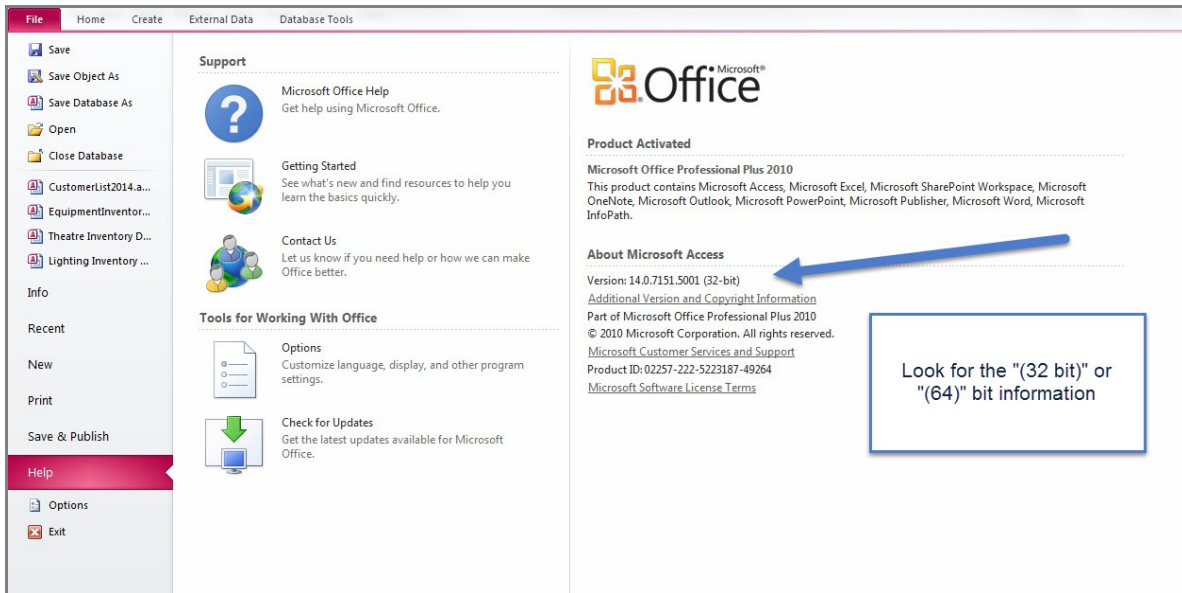 File Home Create External Data Database Tools
Save
Save Object As
Save Database As
Open
Close Database
CustomerList2014.a...
EquipmentInventor...
Theatre Inventory D...
Lighting Inventory ...
Info
Recent
New
Print
Save & Publish
Help
Options
Exit
Support
Microsoft Office Help
Get help using Microsoft Office.
Getting Started
See what's new and find resources to help you
learn the basics quickly.
Contact Us
Let us know if you need help or how we can make
Office better.
Tools for Working With Office
Options
Customize language, display, and other program
settings.
Check for Updates
Get the latest updates available for Microsoft
Office.
Microsoft®
Office
Product Activated
Microsoft Office Professional Plus 2010
This product contains Microsoft Access, Microsoft Excel, Microsoft SharePoint Workspace, Microsoft
OneNote, Microsoft Outlook, Microsoft PowerPoint, Microsoft Publisher, Microsoft Word, Microsoft
InfoPath.
About Microsoft Access
Version: 14.0.7151.5001 (32-bit)
Additional Version and Copyright Information
Part of Microsoft Office Professional Plus 2010
© 2010 Microsoft Corporation. All rights reserved.
Microsoft Customer Services and Support
Product ID: 02257-222-5223187-49264
Microsoft Software License Terms
Look for the "(32 bit)" or
"(64)" bit information